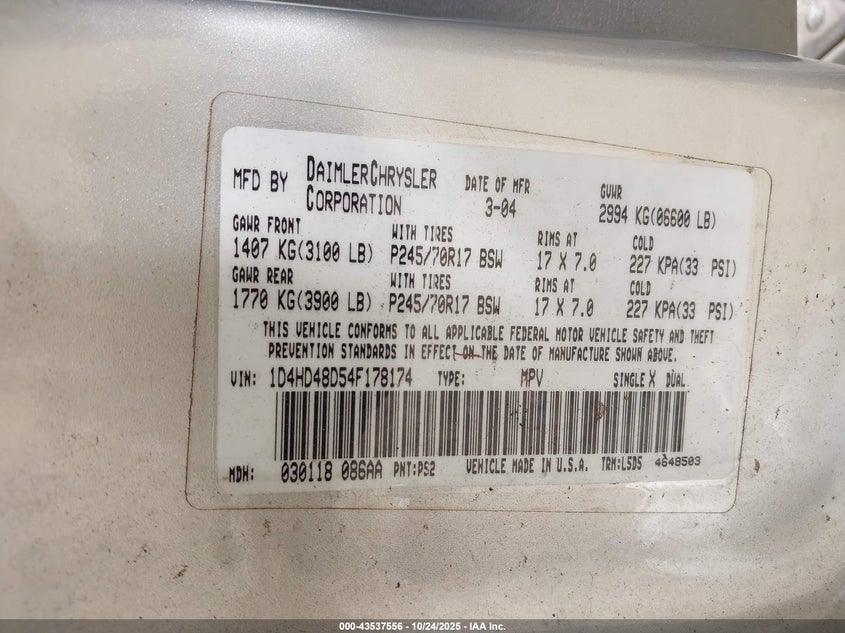 MFD BY DAIMLERCHRYSLER CORPORATION DATE OF MFR 3-04 GVWR 2994 KG(06600 LB)
GAWR FRONT WITH TIRES RIMS AT COLD
1407 KG(3100 LB) P245/70R17 BSW 17 X 7.0 227 KPA(33 PSI)
GAWR REAR WITH TIRES RIMS AT COLD
1770 KG(3900 LB) P245/70R17 BSW 17 X 7.0 227 KPA(33 PSI)
THIS VEHICLE CONFORMS TO ALL APPLICABLE FEDERAL MOTOR VEHICLE SAFETY AND THEFT
PREVENTION STANDARDS IN EFFECT ON THE DATE OF MANUFACTURE SHOWN ABOVE.
VIN: 1D4HD48D54F178174 TYPE: MPV SINGLE X DUAL
MDH: 030118 086AA PNT:PS2 VEHICLE MADE IN U.S.A. TRM:L5D5 4648503
000-43537556 - 10/24/2025 - IAA Inc.